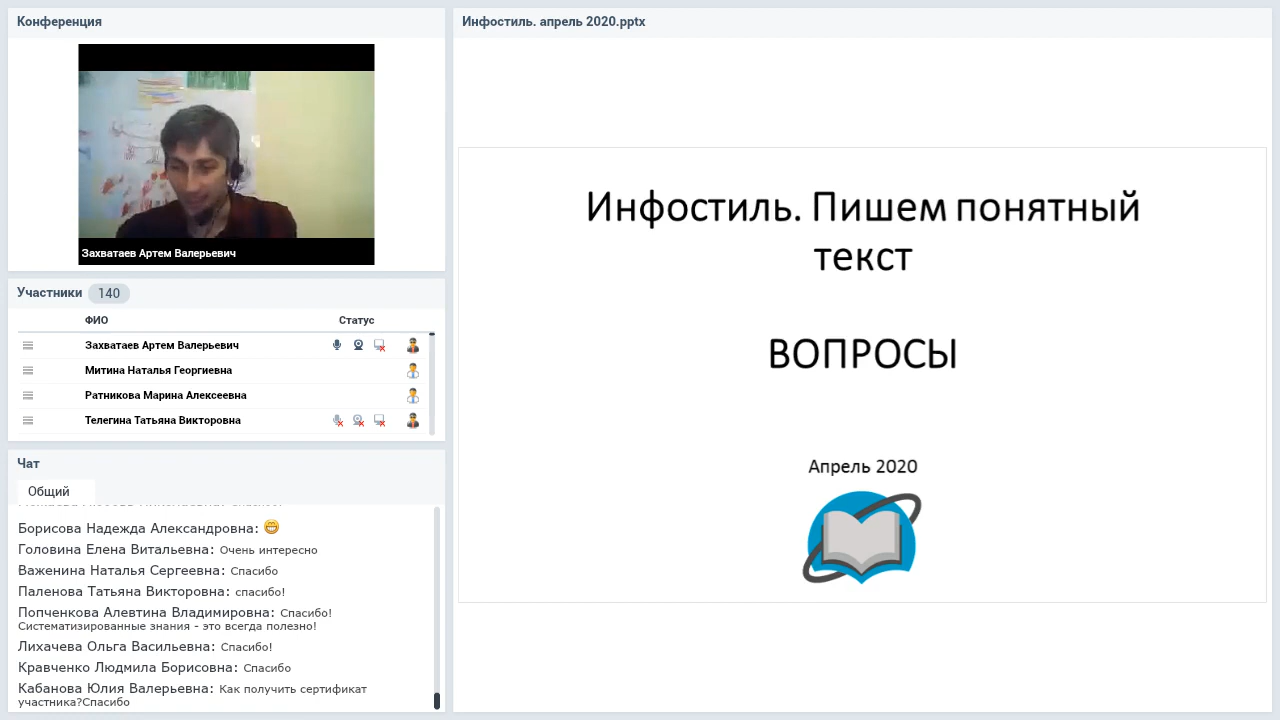 Конференция
Захватаев Артем Валерьевич
Участники 140
ФИО Статус
Захватаев Артем Валерьевич
Митина Наталья Георгиевна
Ратникова Марина Алексеевна
Телегина Татьяна Викторовна
Чат
Общий
Борисова Надежда Александровна:
Головина Елена Витальевна: Очень интересно
Важенина Наталья Сергеевна: Спасибо
Паленова Татьяна Викторовна: спасибо!
Попченкова Алевтина Владимировна: Спасибо!
Систематизированные знания - это всегда полезно!
Лихачева Ольга Васильевна: Спасибо!
Кравченко Людмила Борисовна: Спасибо
Кабанова Юлия Валерьевна: Как получить сертификат
участника?Спасибо
Инфостиль. апрель 2020.pptx
Инфостиль. Пишем понятный
текст
ВОПРОСЫ
Апрель 2020